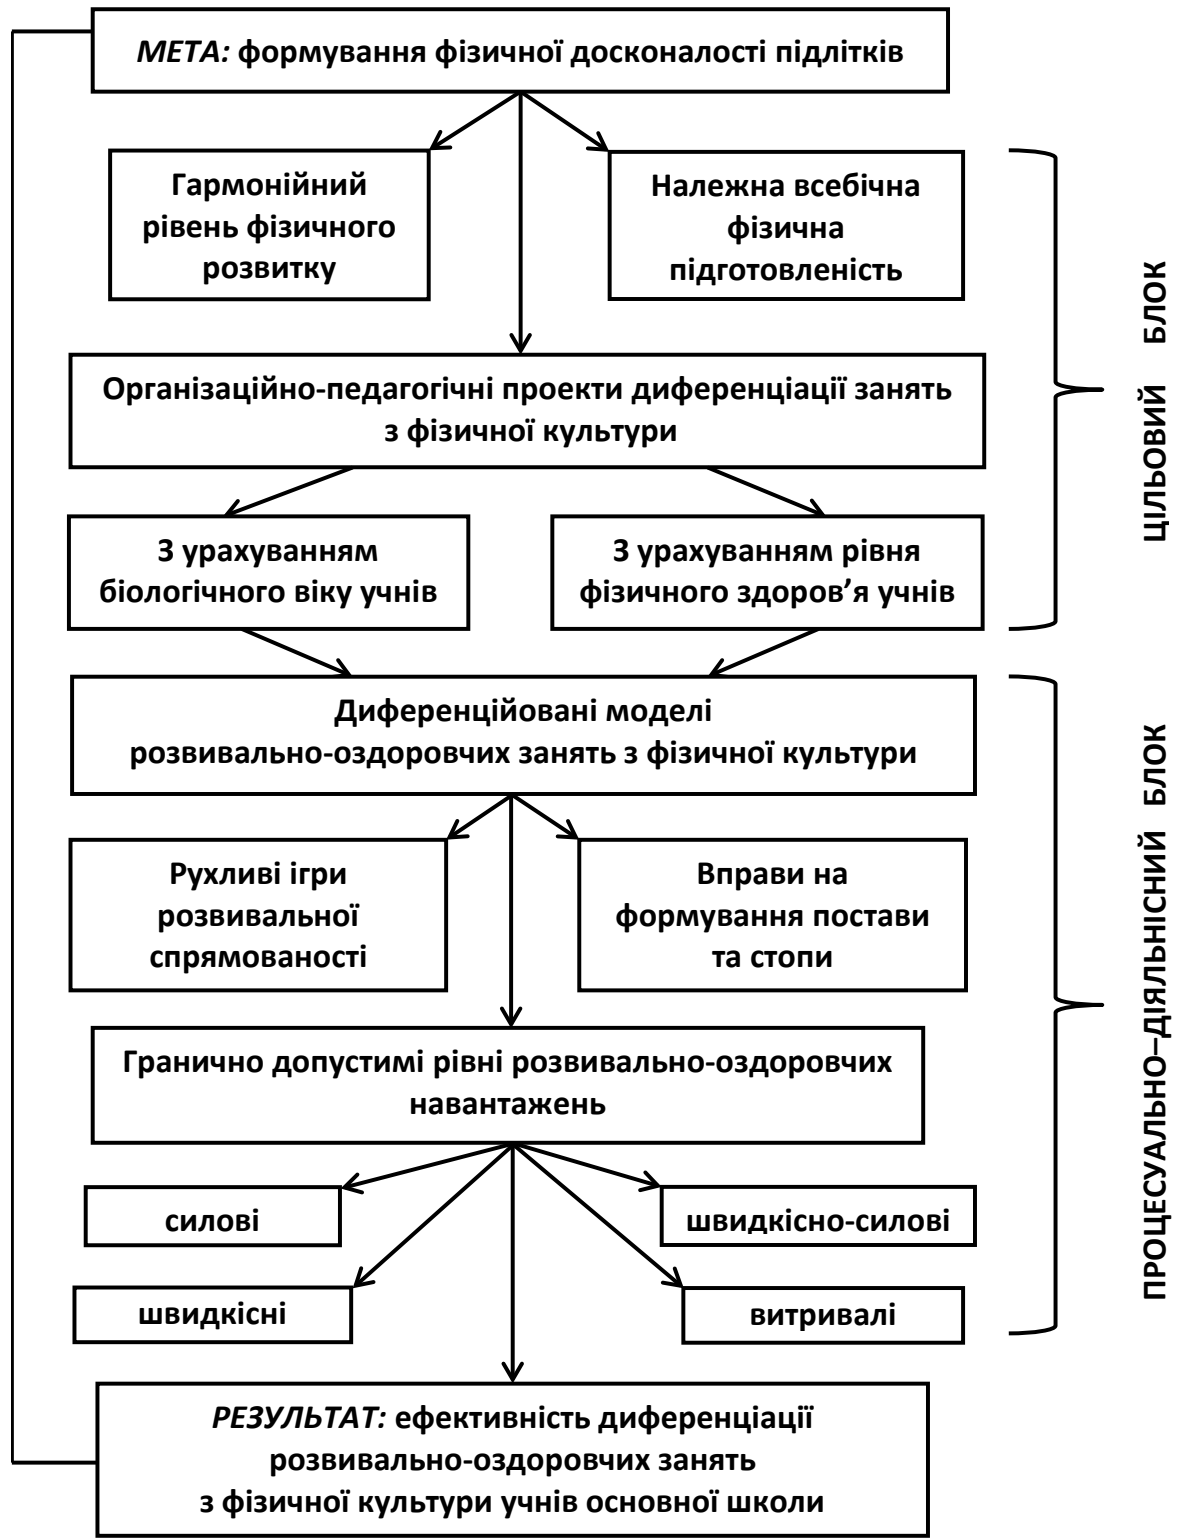 МЕТА: формування фізичної досконалості підлітків
Гармонійний
рівень фізичного
розвитку
Належна всебічна
фізична
підготовленість
Організаційно-педагогічні проекти диференціації занять
з фізичної культури
З урахуванням
біологічного віку учнів
З урахуванням рівня
фізичного здоров’я учнів
ЦІЛЬОВИЙ БЛОК
Диференційовані моделі
розвивально-оздоровчих занять з фізичної культури
Рухливі ігри
розвивальної
спрямованості
Вправи на
формування постави
та стопи
Гранично допустимі рівні розвивально-оздоровчих
навантажень
силові
швидкісно-силові
швидкісні
витривалі
ПРОЦЕСУАЛЬНО–ДІЯЛЬНІСНИЙ БЛОК
РЕЗУЛЬТАТ: ефективність диференціації
розвивально-оздоровчих занять
з фізичної культури учнів основної школи